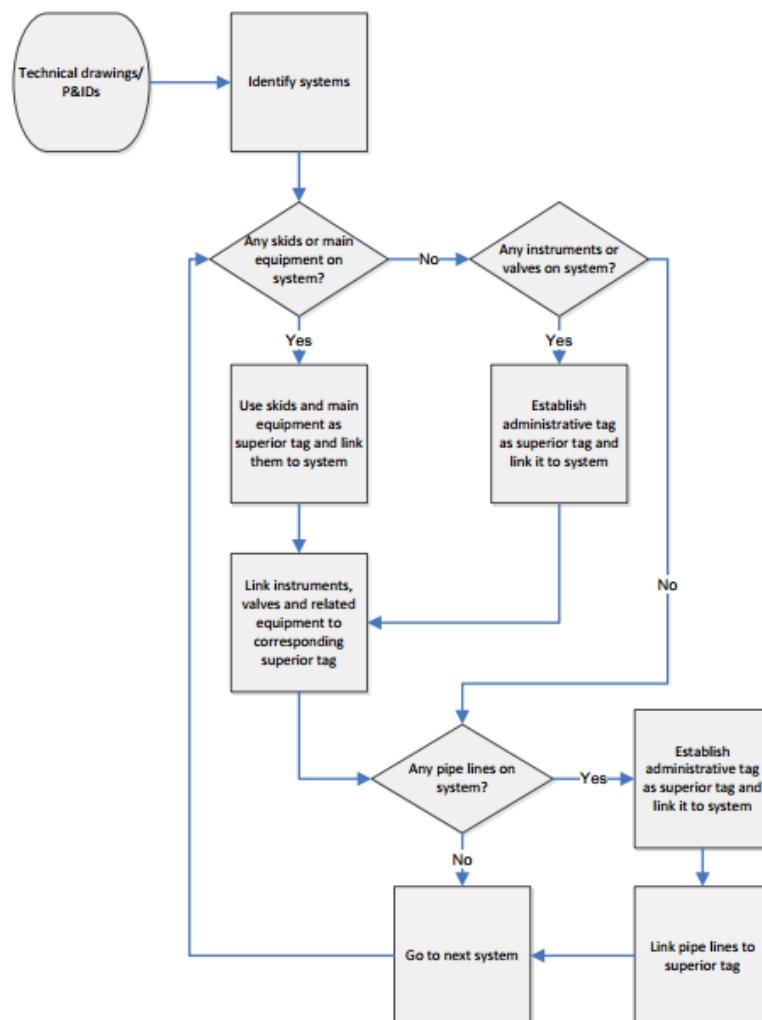 Technical drawings/
P&IDs
Identify systems
Any skids or main
equipment on
system?
No
Any instruments or
valves on system?
Yes
Yes
Use skids and main
equipment as
superior tag and link
them to system
Establish
administrative tag
as superior tag and
link it to system
No
Link instruments,
valves and related
equipment to
corresponding
superior tag
Any pipe lines on
system?
Yes
Establish
administrative tag
as superior tag and
link it to system
No
Go to next system
Link pipe lines to
superior tag